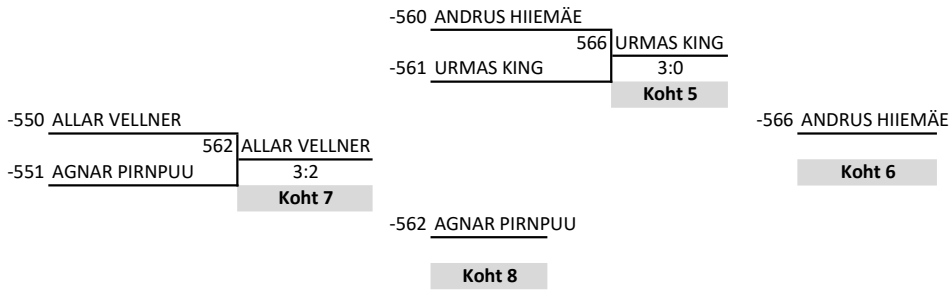 -560 ANDRUS HIIEMÄE
566 URMAS KING
-561 URMAS KING 3:0
Koht 5
-550 ALLAR VELLNER -566 ANDRUS HIIEMÄE
562 ALLAR VELLNER
-551 AGNAR PIRNPUU 3:2 Koht 6
Koht 7
-562 AGNAR PIRNPUU
Koht 8